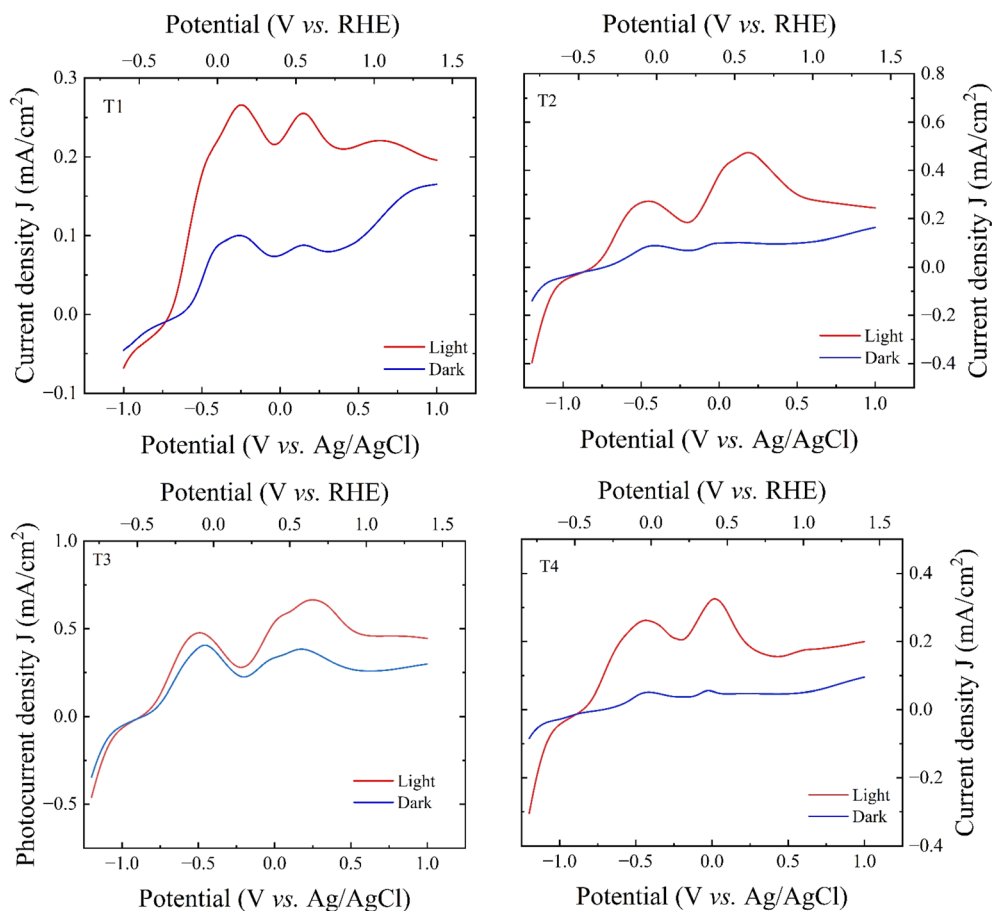 Potential (V vs. RHE)
−0.5 0.0 0.5 1.0 1.5
T1
0.3
0.2
0.1
0.0
−0.1
Current density J (mA/cm²)
Light
Dark
−1.0 −0.5 0.0 0.5 1.0
Potential (V vs. Ag/AgCl)
Potential (V vs. RHE)
−0.5 0.0 0.5 1.0 1.5
T2
0.8
0.6
0.4
0.2
0.0
−0.2
−0.4
Current density J (mA/cm²)
Light
Dark
−1.0 −0.5 0.0 0.5 1.0
Potential (V vs. Ag/AgCl)
Potential (V vs. RHE)
−0.5 0.0 0.5 1.0 1.5
T3
1.0
0.5
0.0
−0.5
Photocurrent density J (mA/cm²)
Light
Dark
−1.0 −0.5 0.0 0.5 1.0
Potential (V vs. Ag/AgCl)
Potential (V vs. RHE)
−0.5 0.0 0.5 1.0 1.5
T4
0.4
0.2
0.0
−0.2
−0.4
Current density J (mA/cm²)
Light
Dark
−1.0 −0.5 0.0 0.5 1.0
Potential (V vs. Ag/AgCl)